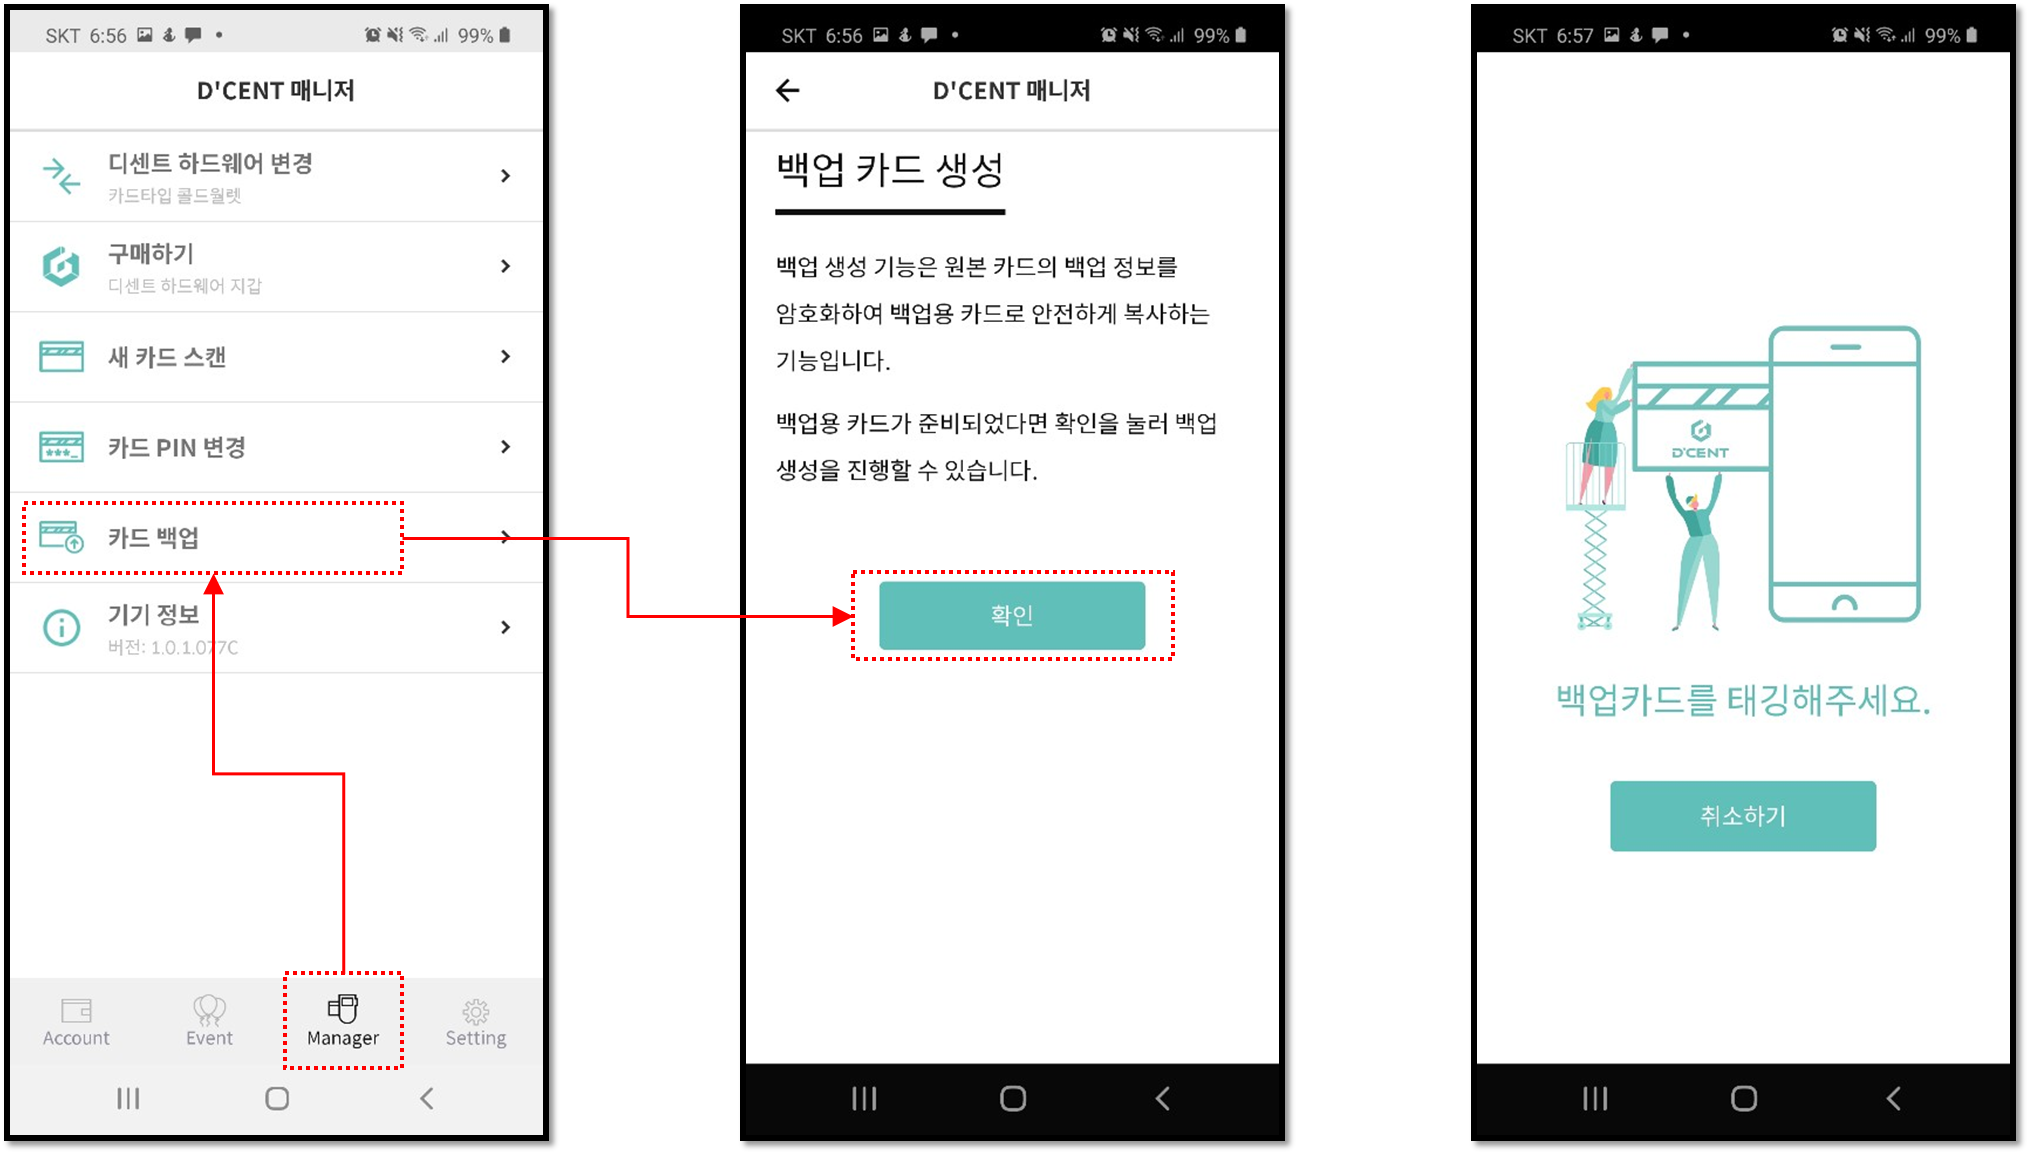 SKT 6:56
99%
D'CENT 매니저
디센트 하드웨어 변경
카드타입 콜드월렛
구매하기
디센트 하드웨어 지갑
새 카드 스캔
카드 PIN 변경
카드 백업
기기 정보
버전: 1.0.1.077C
Account
Event
Manager
Setting
SKT 6:56
99%
D'CENT 매니저
백업 카드 생성
백업 생성 기능은 원본 카드의 백업 정보를
암호화하여 백업용 카드로 안전하게 복사하는
기능입니다.
백업용 카드가 준비되었다면 확인을 눌러 백업
생성을 진행할 수 있습니다.
확인
SKT 6:57
99%
D'CENT
백업카드를 태깅해주세요.
취소하기